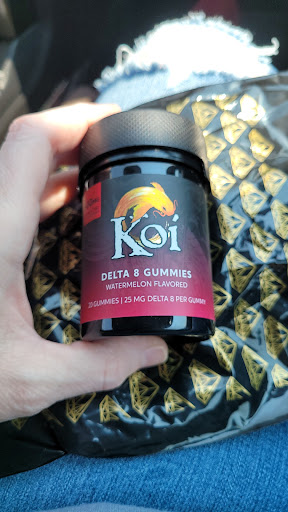 Koi
DELTA 8 GUMMIES
WATERMELON FLAVORED
20 GUMMIES | 25 MG DELTA 8 PER GUMMY